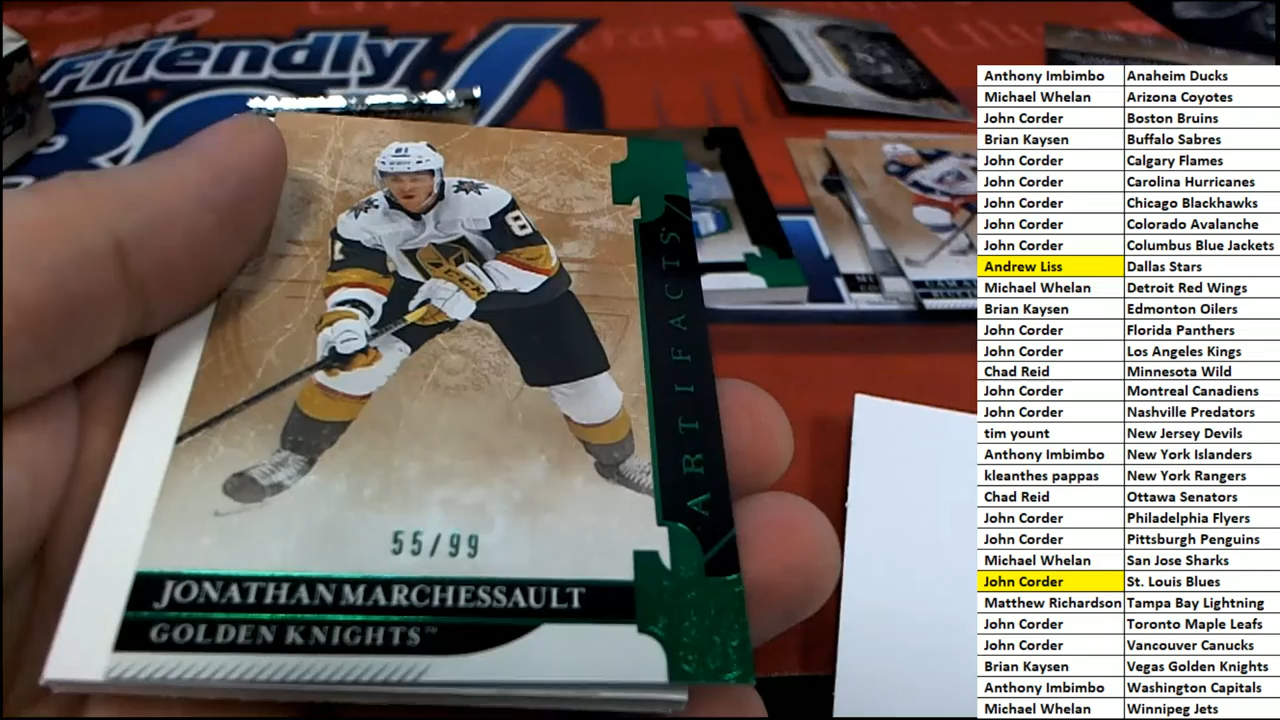 Friendly
81
8
CCM
ARTIFACTS
55/99
JONATHAN MARCHESSAULT
GOLDEN KNIGHTS™
Anthony Imbimbo Anaheim Ducks
Michael Whelan Arizona Coyotes
John Corder Boston Bruins
Brian Kaysen Buffalo Sabres
John Corder Calgary Flames
John Corder Carolina Hurricanes
John Corder Chicago Blackhawks
John Corder Colorado Avalanche
John Corder Columbus Blue Jackets
Andrew Liss Dallas Stars
Michael Whelan Detroit Red Wings
Brian Kaysen Edmonton Oilers
John Corder Florida Panthers
John Corder Los Angeles Kings
Chad Reid Minnesota Wild
John Corder Montreal Canadiens
John Corder Nashville Predators
tim yount New Jersey Devils
Anthony Imbimbo New York Islanders
kleanthes pappas New York Rangers
Chad Reid Ottawa Senators
John Corder Philadelphia Flyers
John Corder Pittsburgh Penguins
Michael Whelan San Jose Sharks
John Corder St. Louis Blues
Matthew Richardson Tampa Bay Lightning
John Corder Toronto Maple Leafs
John Corder Vancouver Canucks
Brian Kaysen Vegas Golden Knights
Anthony Imbimbo Washington Capitals
Michael Whelan Winnipeg Jets